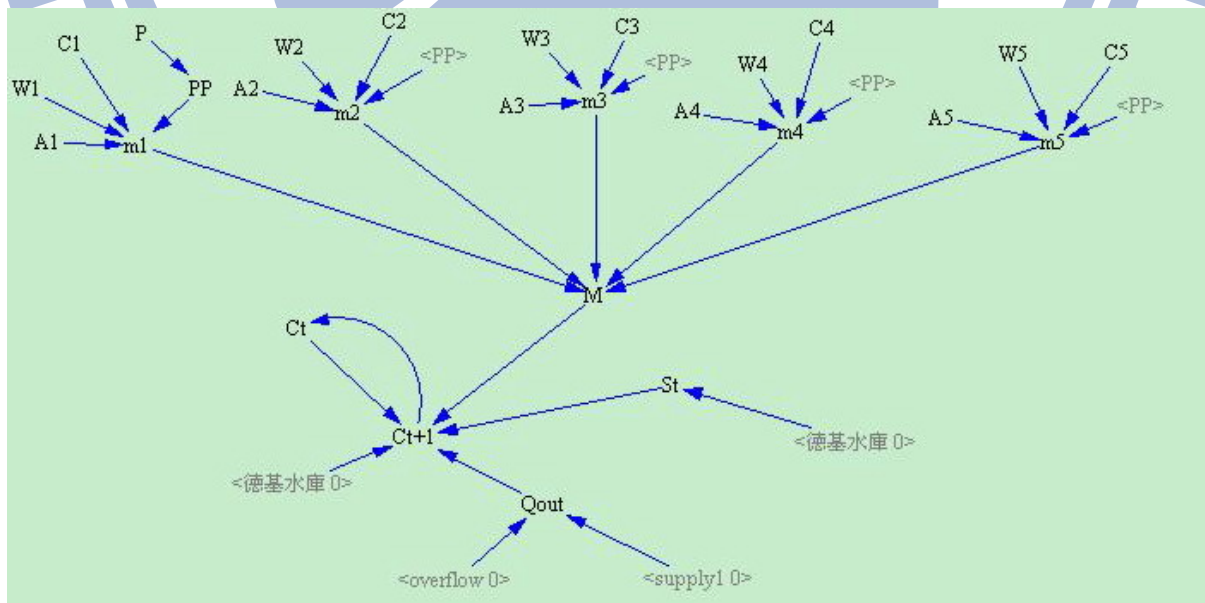 P
C1
PP
W1
A1
m1
C2
W2
<PP>
A2
m2
C3
W3
<PP>
A3
m3
C4
W4
<PP>
A4
m4
W5
C5
<PP>
A5
m5
M
Ct
St
Ct+1
<德基水庫 0>
<德基水庫 0>
Qout
<overflow 0>
<supply1 0>